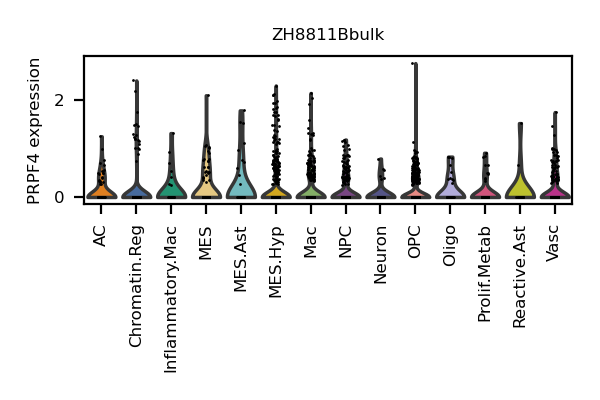 ZH8811Bbulk
PRPF4 expression
2
0
AC
Chromatin.Reg
Inflammatory.Mac
MES
MES.Ast
MES.Hyp
Mac
NPC
Neuron
OPC
Oligo
Prolif.Metab
Reactive.Ast
Vasc